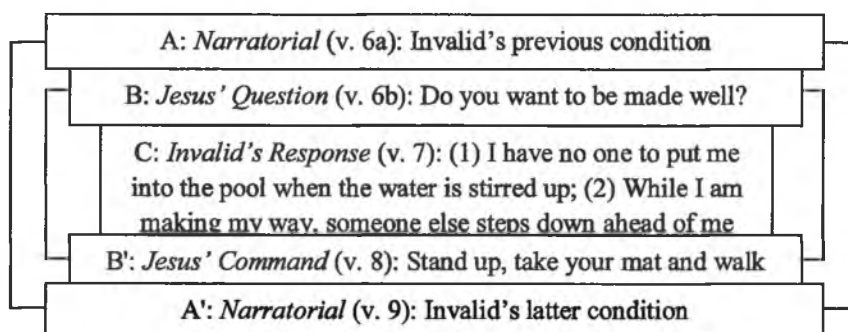 A: Narratorial (v. 6a): Invalid's previous condition
B: Jesus' Question (v. 6b): Do you want to be made well?
C: Invalid's Response (v. 7): (1) I have no one to put me
into the pool when the water is stirred up; (2) While I am
making my way, someone else steps down ahead of me
B': Jesus' Command (v. 8): Stand up, take your mat and walk
A': Narratorial (v. 9): Invalid's latter condition